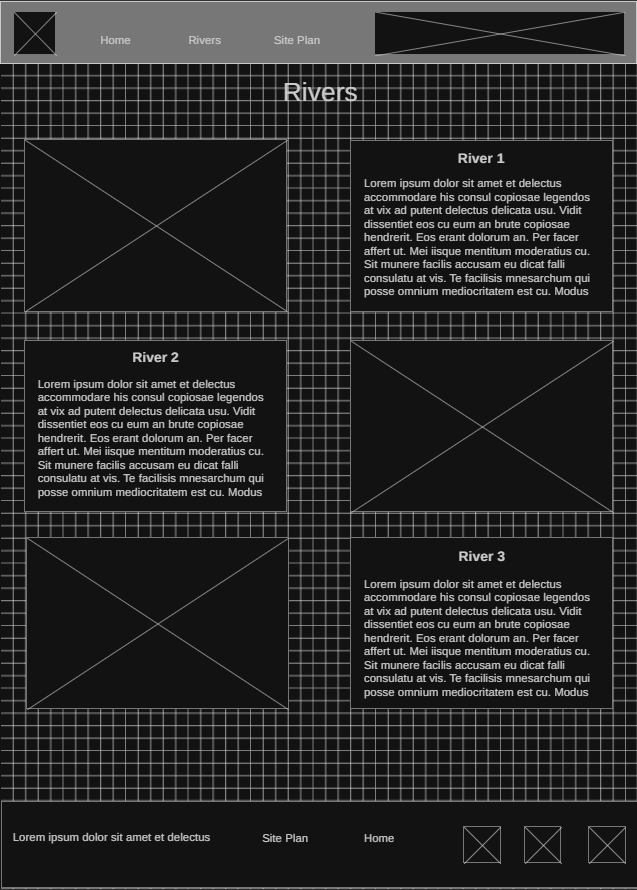 Home
Rivers
Site Plan
Rivers
River 1
Lorem ipsum dolor sit amet et delectus
accommodare his consul copiosae legendos
at vix ad putent delectus delicata usu. Vidit
dissentiet eos cu eum an brute copiosae
hendrerit. Eos erant dolorum an. Per facer
affert ut. Mei iisque mentitum moderatius cu.
Sit munere facilis accusam eu dicat falli
consulatu at vis. Te facilisis mnesarchum qui
posse omnium mediocritatem est cu. Modus
River 2
Lorem ipsum dolor sit amet et delectus
accommodare his consul copiosae legendos
at vix ad putent delectus delicata usu. Vidit
dissentiet eos cu eum an brute copiosae
hendrerit. Eos erant dolorum an. Per facer
affert ut. Mei iisque mentitum moderatius cu.
Sit munere facilis accusam eu dicat falli
consulatu at vis. Te facilisis mnesarchum qui
posse omnium mediocritatem est cu. Modus
River 3
Lorem ipsum dolor sit amet et delectus
accommodare his consul copiosae legendos
at vix ad putent delectus delicata usu. Vidit
dissentiet eos cu eum an brute copiosae
hendrerit. Eos erant dolorum an. Per facer
affert ut. Mei iisque mentitum moderatius cu.
Sit munere facilis accusam eu dicat falli
consulatu at vis. Te facilisis mnesarchum qui
posse omnium mediocritatem est cu. Modus
Lorem ipsum dolor sit amet et delectus
Site Plan
Home